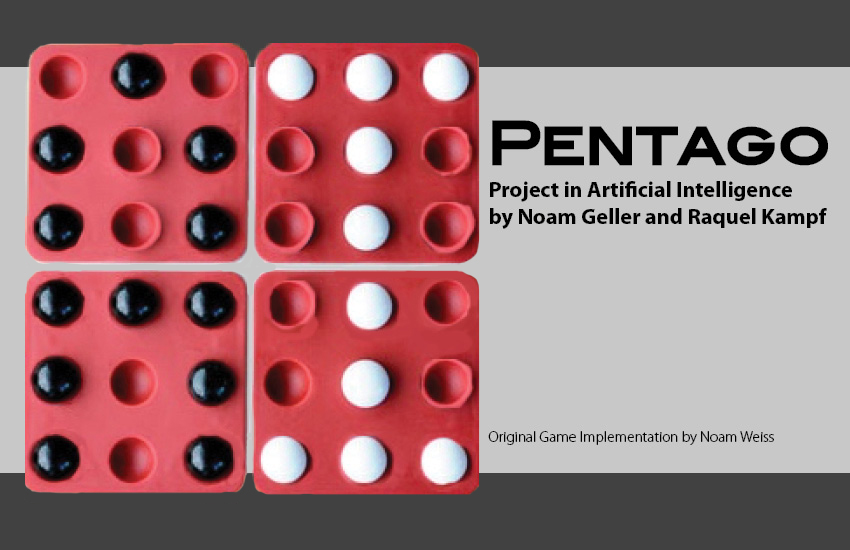 PENTAGO
Project in Artificial Intelligence
by Noam Geller and Raquel Kampf
Original Game Implementation by Noam Weiss